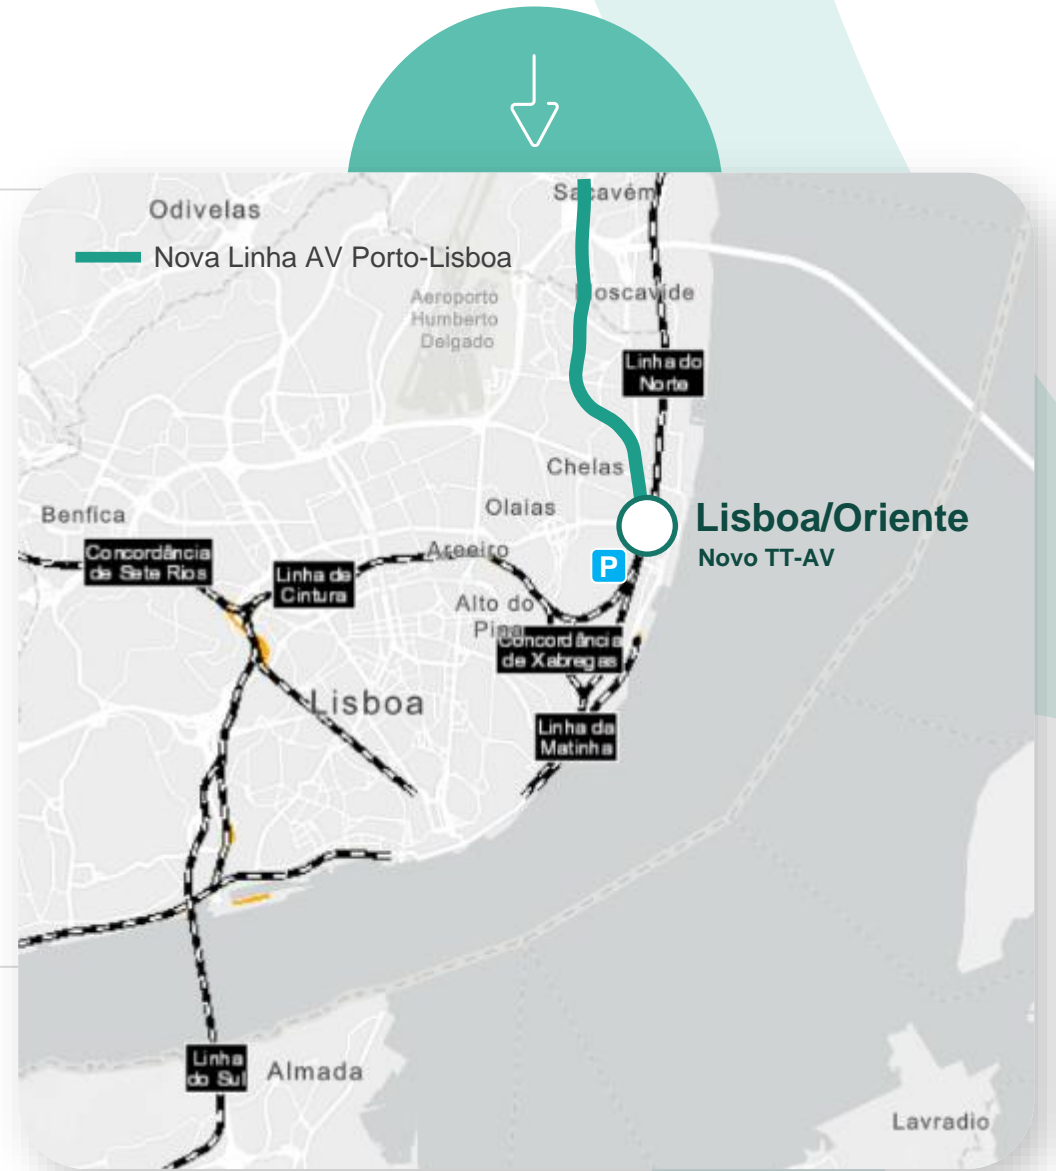 Sacavém
Odivelas
Nova Linha AV Porto-Lisboa
Aeroporto
Humberto
Delgado
Moscavide
Linha do
Norte
Chelas
Olaias
Benfica
Lisboa/Oriente
Novo TT-AV
P
Concordância
de Sete Rios
Areeiro
Linha de
Cintura
Alto do
Pina
Concordância
de Xabregas
Lisboa
Linha da
Matinha
Linha
do Sul
Almada
Lavradio